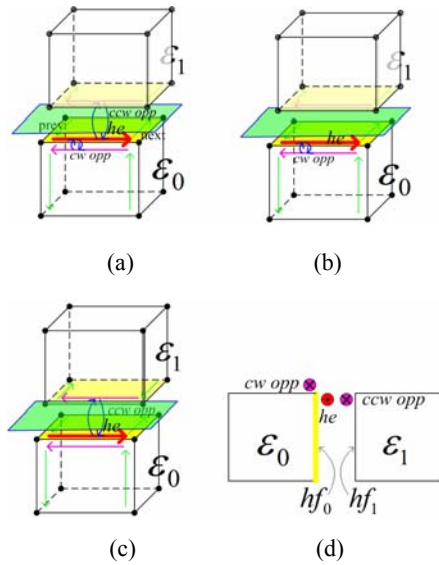 ε₁
ccw opp
he
prev
next
cw opp
ε₀
(a)
ε₁
he
cw opp
ε₀
(b)
ε₁
ccw opp
he
ε₀
(c)
cw opp
he
ccw opp
ε₀
ε₁
hf₀
hf₁
(d)